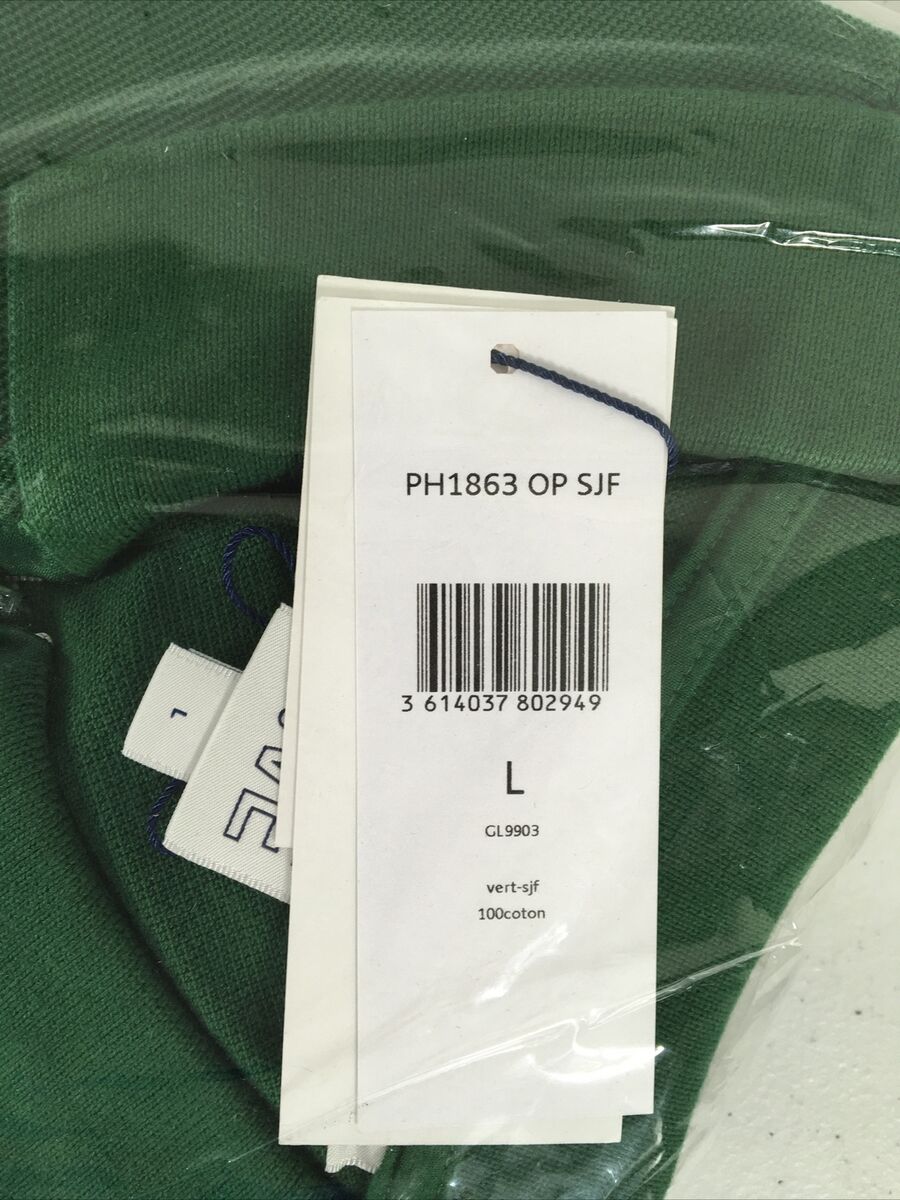 PH1863 OP SJF
3 614037 802949
L
GL9903
vert-sjf
100coton
L